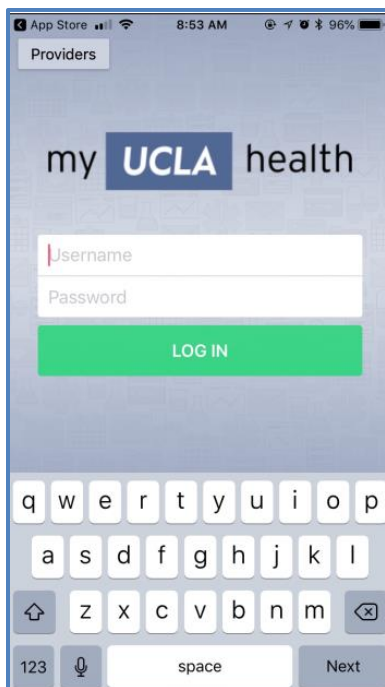 App Store 8:53 AM 96%
Providers
my UCLA health
Username
Password
LOG IN
q w e r t y u i o p
a s d f g h j k l
z x c v b n m
123 space Next